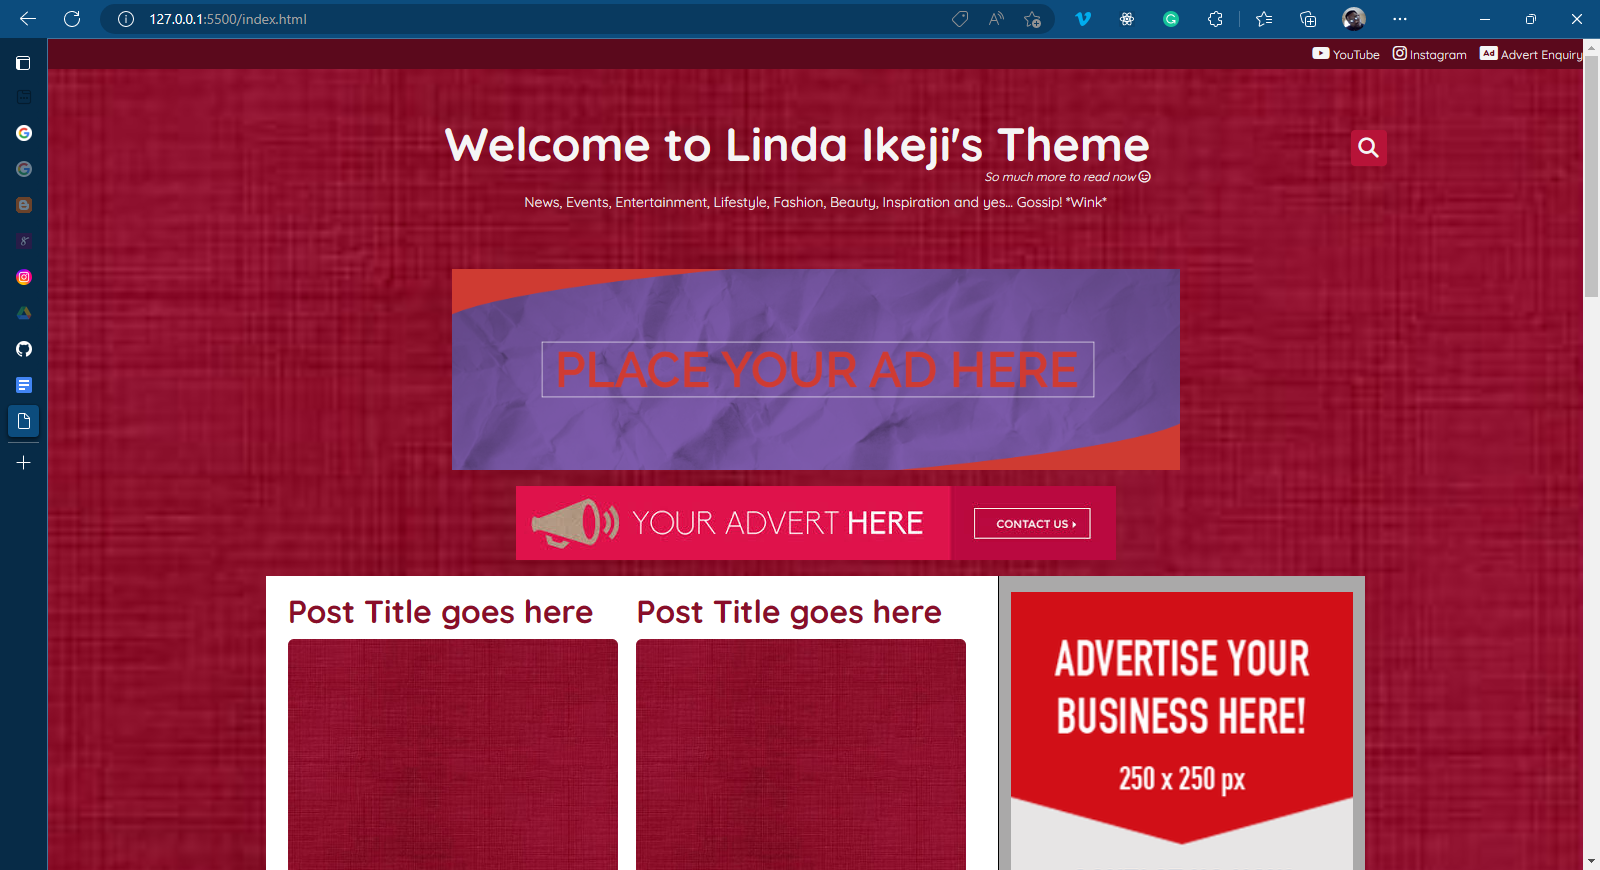 127.0.0.1:5500/index.html
YouTube Instagram Ad Advert Enquiry
Welcome to Linda Ikeji's Theme
So much more to read now
News, Events, Entertainment, Lifestyle, Fashion, Beauty, Inspiration and yes... Gossip! *Wink*
PLACE YOUR AD HERE
YOUR ADVERT HERE CONTACT US
Post Title goes here
Post Title goes here
ADVERTISE YOUR
BUSINESS HERE!
250 x 250 px